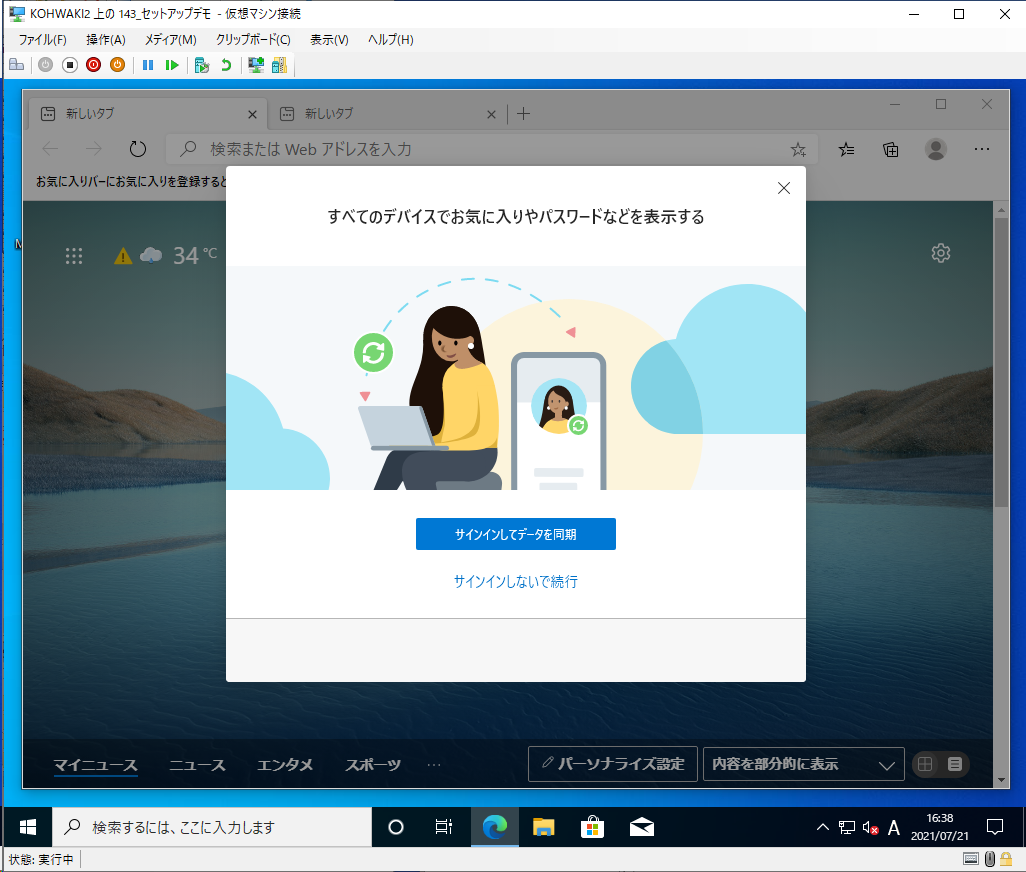 KOHWAKI2 上の 143_セットアップデモ - 仮想マシン接続
ファイル(F) 操作(A) メディア(M) クリップボード(C) 表示(V) ヘルプ(H)
新しいタブ 新しいタブ
検索または Web アドレスを入力
お気に入りバーにお気に入りを登録すると
すべてのデバイスでお気に入りやパスワードなどを表示する
34 °C
サインインしてデータを同期
サインインしないで続行
マイニュース ニュース エンタメ スポーツ ... パーソナライズ設定 内容を部分的に表示
検索するには、ここに入力します
A
16:38
2021/07/21
状態: 実行中